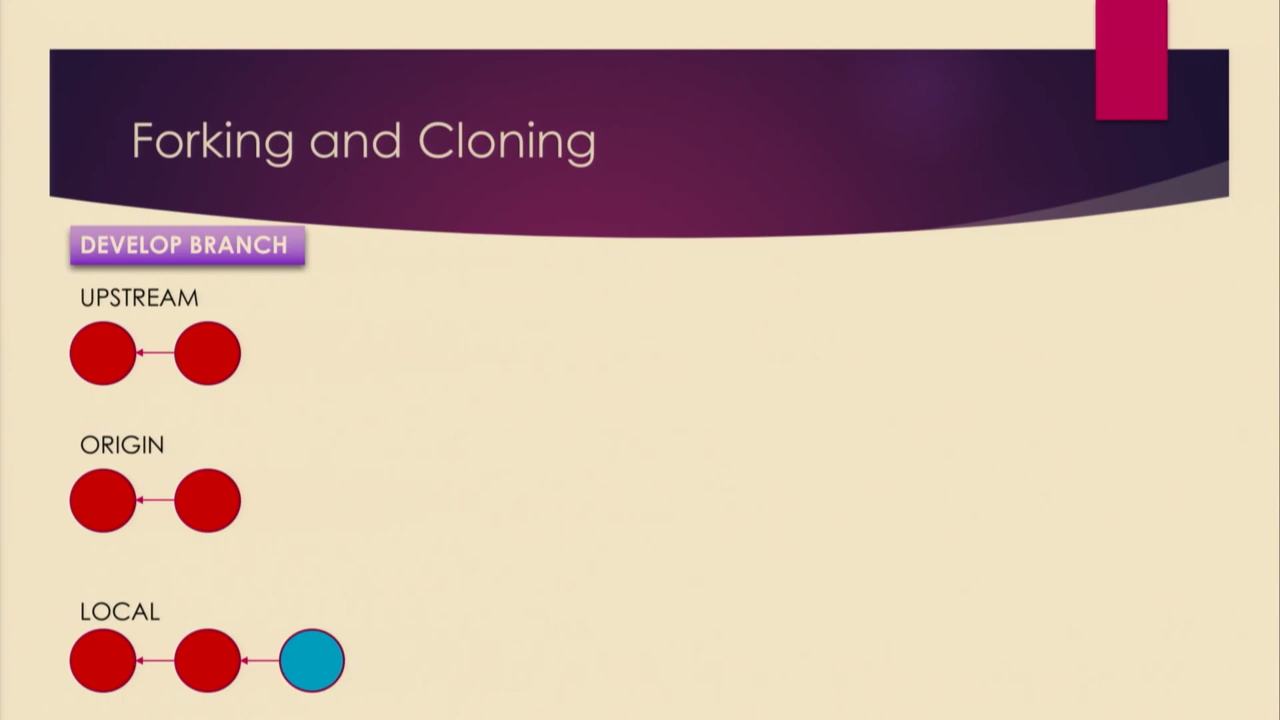 Forking and Cloning
DEVELOP BRANCH
UPSTREAM
ORIGIN
LOCAL